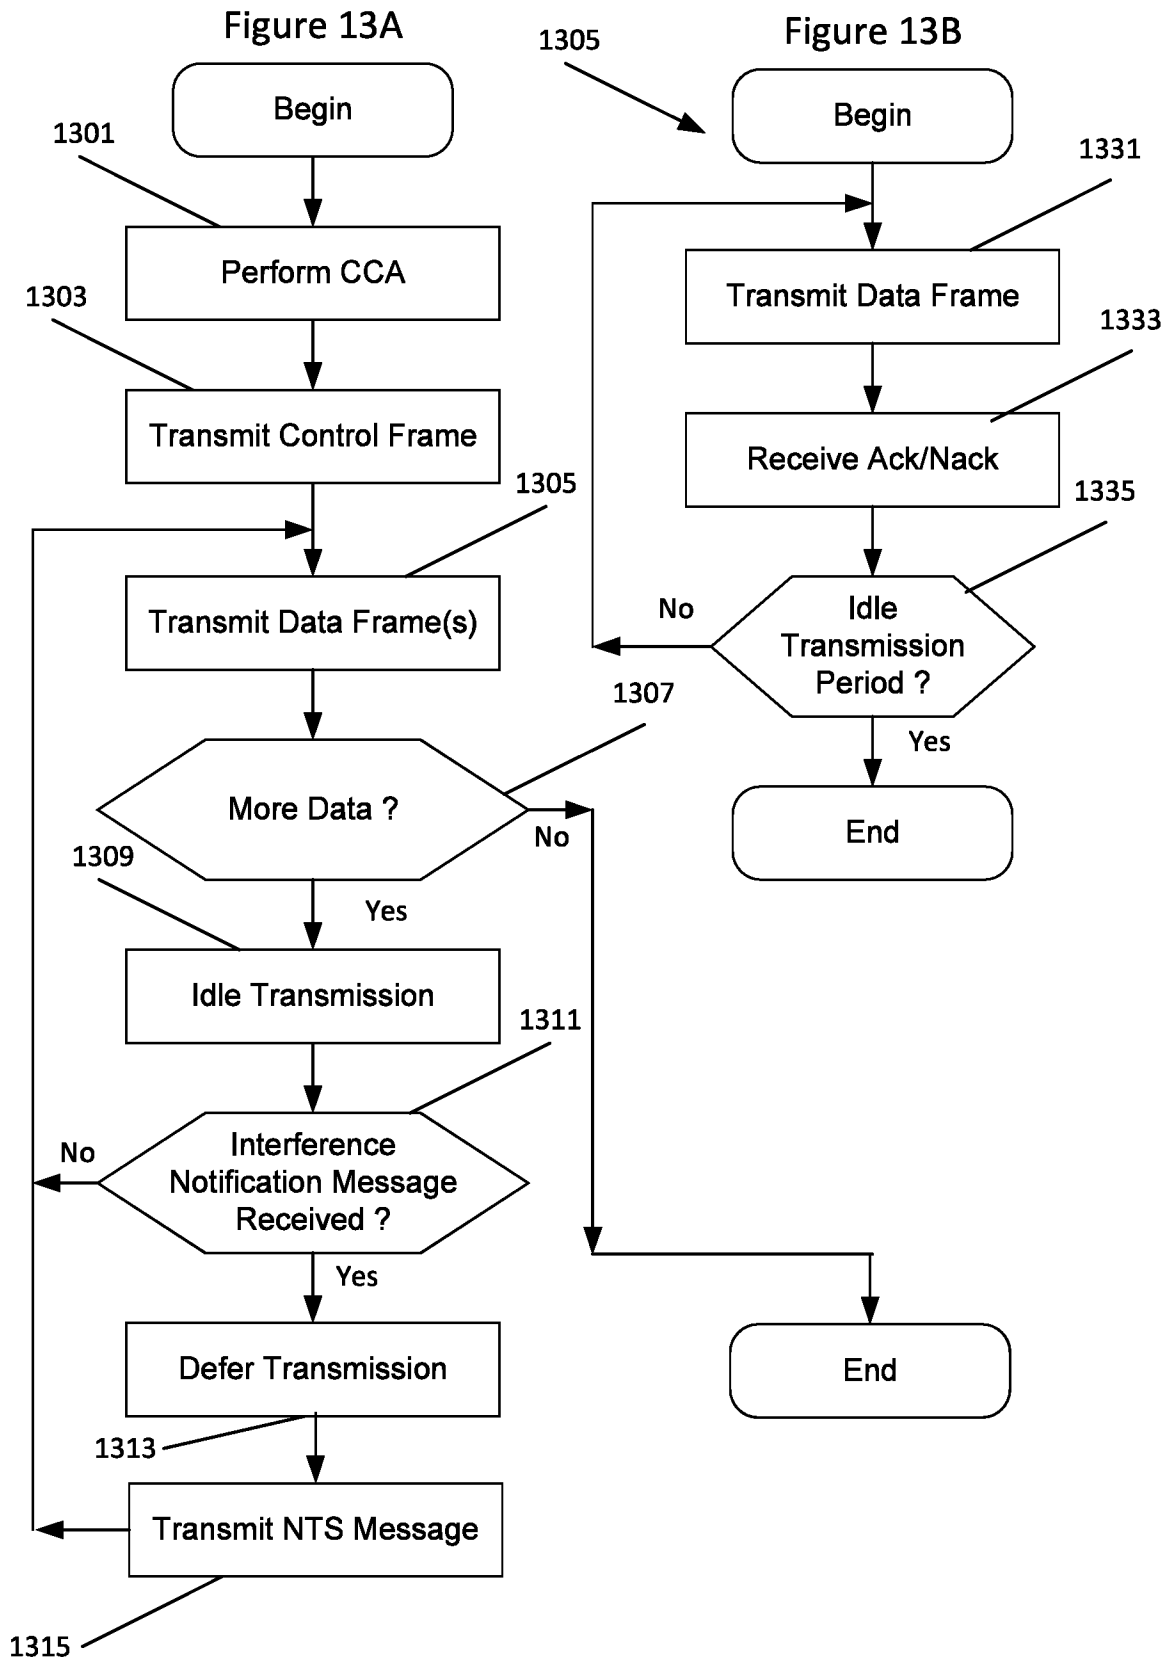 Figure 13A
Begin
1301
Perform CCA
1303
Transmit Control Frame
1305
Transmit Data Frame(s)
1307
More Data ?
No
1309
Yes
Idle Transmission
1311
No
Interference
Notification Message
Received ?
Yes
Defer Transmission
1313
Transmit NTS Message
1315
End
Figure 13B
1305
Begin
1331
Transmit Data Frame
1333
Receive Ack/Nack
1335
No
Idle
Transmission
Period ?
Yes
End